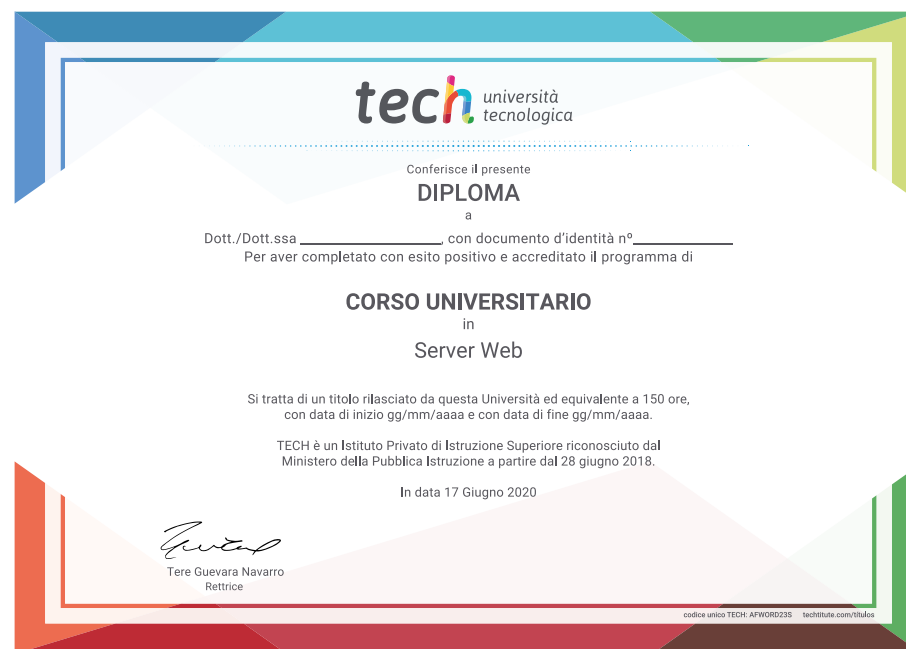 tech università
tecnologica
Conferisce il presente
DIPLOMA
a
Dott./Dott.ssa ____________________, con documento d'identità nº______________
Per aver completato con esito positivo e accreditato il programma di
CORSO UNIVERSITARIO
in
Server Web
Si tratta di un titolo rilasciato da questa Università ed equivalente a 150 ore,
con data di inizio gg/mm/aaaa e con data di fine gg/mm/aaaa.
TECH è un Istituto Privato di Istruzione Superiore riconosciuto dal
Ministero della Pubblica Istruzione a partire dal 28 giugno 2018.
In data 17 Giugno 2020
Tere Guevara Navarro
Rettrice
codice unico TECH: AFWORD23S techtitute.com/titulos